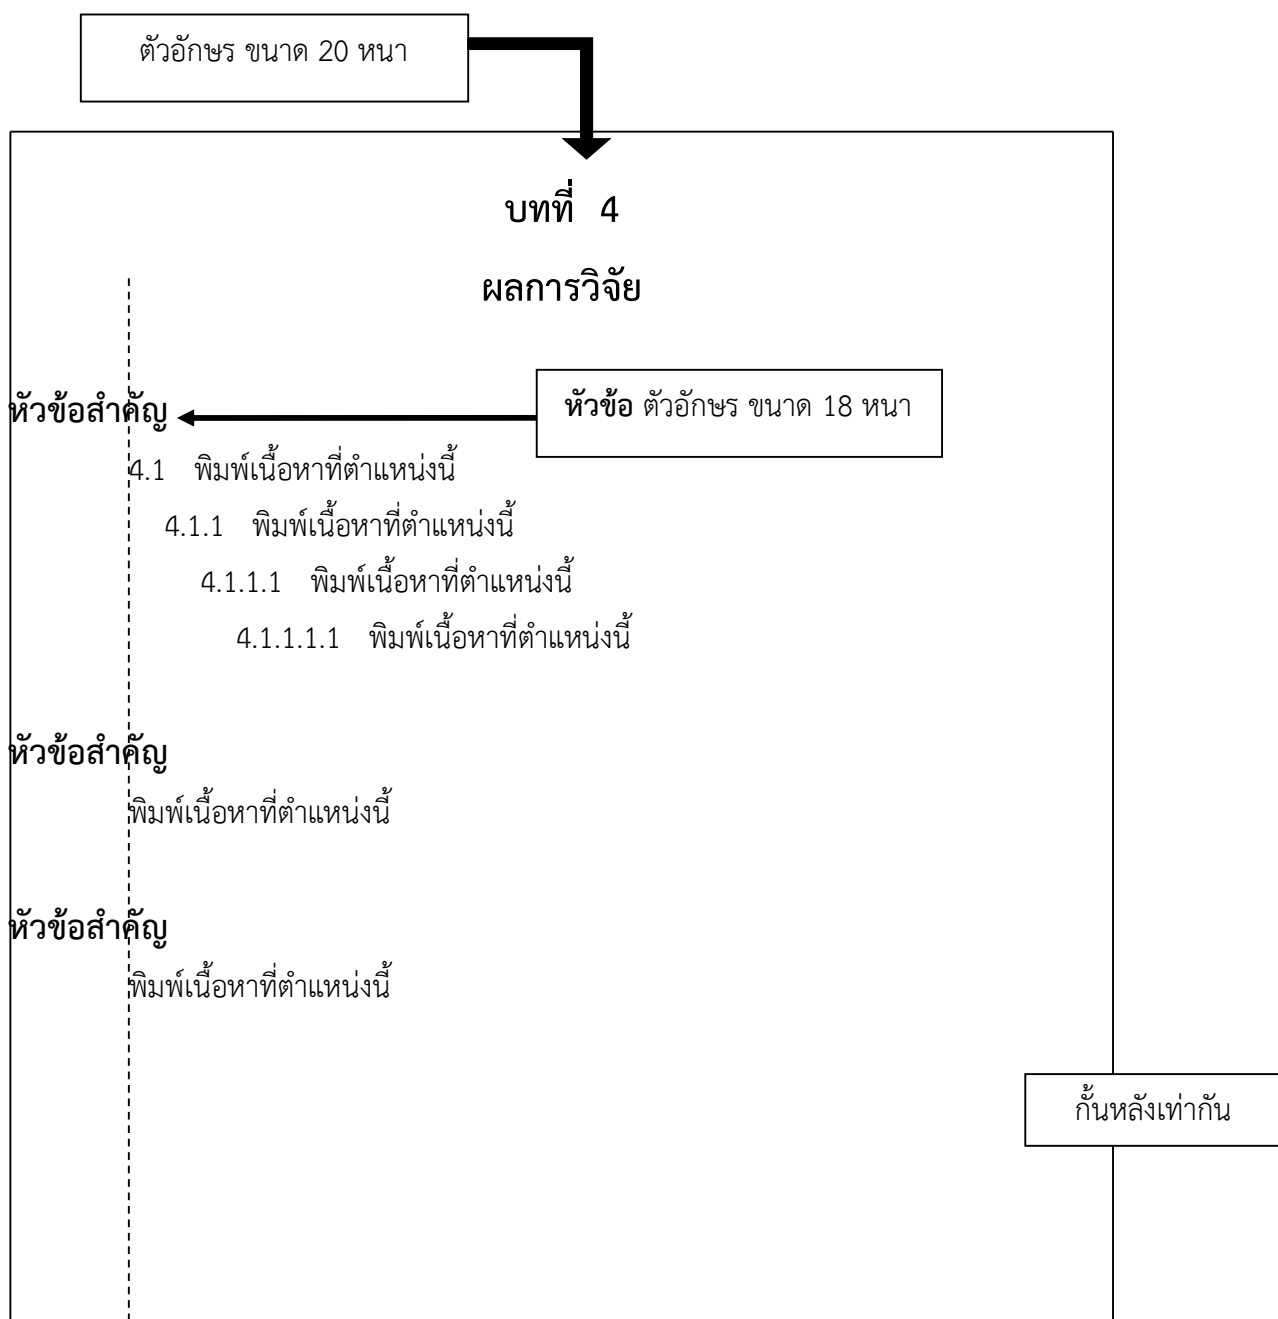 ตัวอักษร ขนาด 20 หนา
บทที่ 4
ผลการวิจัย
หัวข้อสำคัญ
หัวข้อ ตัวอักษร ขนาด 18 หนา
4.1 พิมพ์เนื้อหาที่ตำแหน่งนี้
4.1.1 พิมพ์เนื้อหาที่ตำแหน่งนี้
4.1.1.1 พิมพ์เนื้อหาที่ตำแหน่งนี้
4.1.1.1.1 พิมพ์เนื้อหาที่ตำแหน่งนี้
หัวข้อสำคัญ
พิมพ์เนื้อหาที่ตำแหน่งนี้
หัวข้อสำคัญ
พิมพ์เนื้อหาที่ตำแหน่งนี้
กั้นหลังเท่ากัน